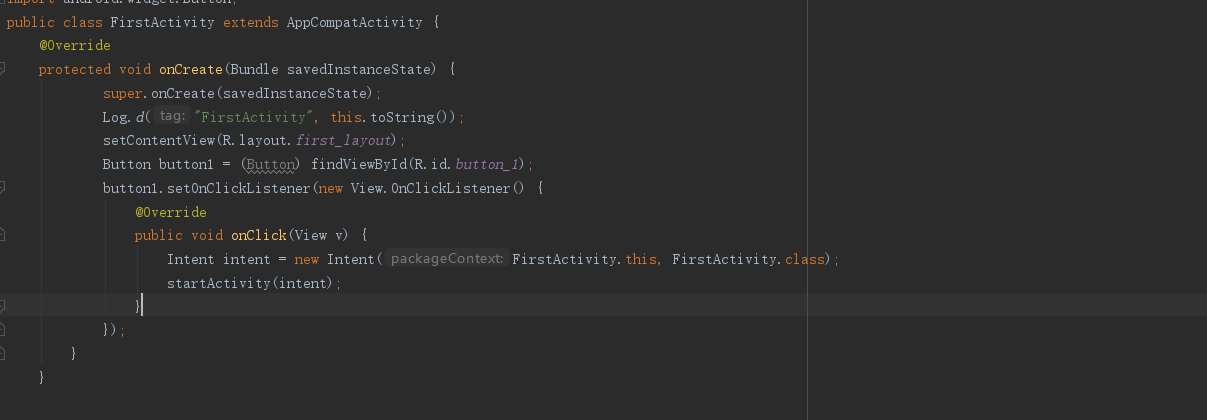 import android.widget.Button;
public class FirstActivity extends AppCompatActivity {
@Override
protected void onCreate(Bundle savedInstanceState) {
super.onCreate(savedInstanceState);
Log.d( tag: "FirstActivity", this.toString());
setContentView(R.layout.first_layout);
Button button1 = (Button) findViewById(R.id.button_1);
button1.setOnClickListener(new View.OnClickListener() {
@Override
public void onClick(View v) {
Intent intent = new Intent( packageContext: FirstActivity.this, FirstActivity.class);
startActivity(intent);
}
});
}
}